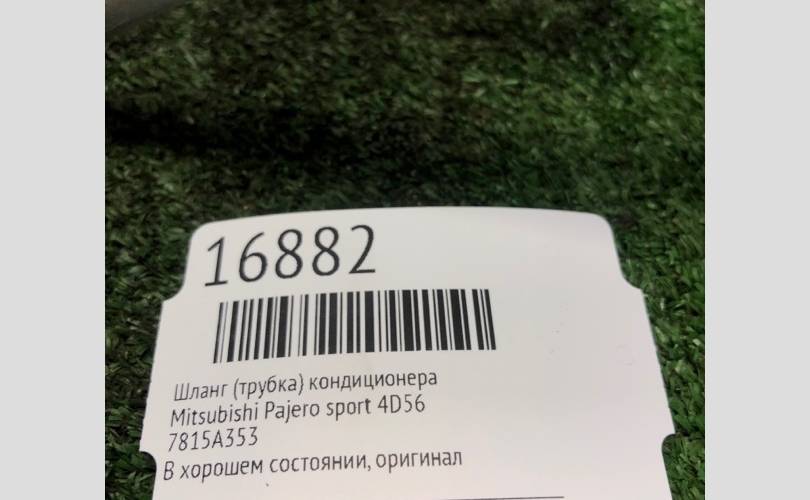 16882
Шланг (трубка) кондиционера
Mitsubishi Pajero sport 4D56
7815A353
В хорошем состоянии, оригинал